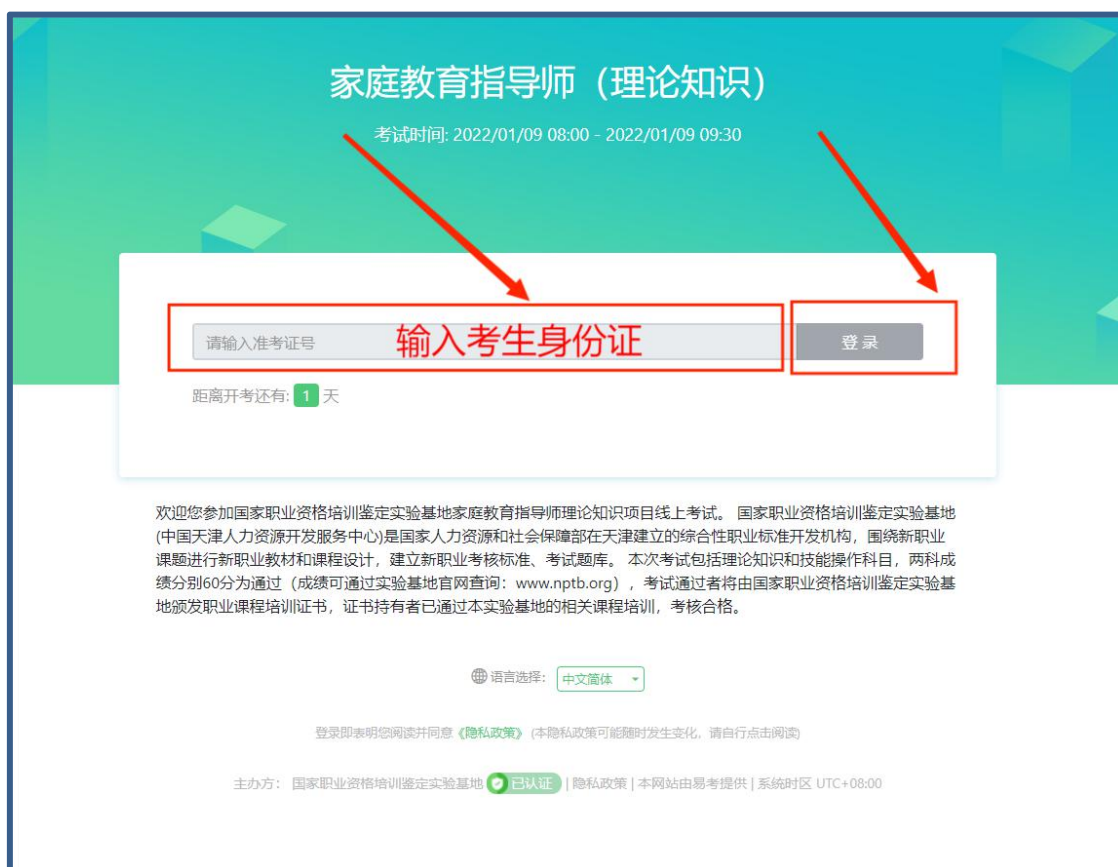 家庭教育指导师（理论知识）
考试时间: 2022/01/09 08:00 - 2022/01/09 09:30
请输入准考证号
输入考生身份证
登录
距离开考还有: 1 天
欢迎您参加国家职业资格培训鉴定实验基地家庭教育指导师理论知识项目线上考试。 国家职业资格培训鉴定实验基地
(中国天津人力资源开发服务中心)是国家人力资源和社会保障部在天津建立的综合性职业标准开发机构，围绕新职业
课题进行新职业教材和课程设计，建立新职业考核标准、考试题库。 本次考试包括理论知识和技能操作科目，两科成
绩分别60分为通过（成绩可通过实验基地官网查询：www.nptb.org），考试通过者将由国家职业资格培训鉴定实验基
地颁发职业课程培训证书，证书持有者已通过本实验基地的相关课程培训，考核合格。
语言选择: 中文简体
登录即表明您阅读并同意《隐私政策》 (本隐私政策可能随时发生变化，请自行点击阅读)
主办方： 国家职业资格培训鉴定实验基地 已认证 | 隐私政策 | 本网站由易考提供 | 系统时区 UTC+08:00